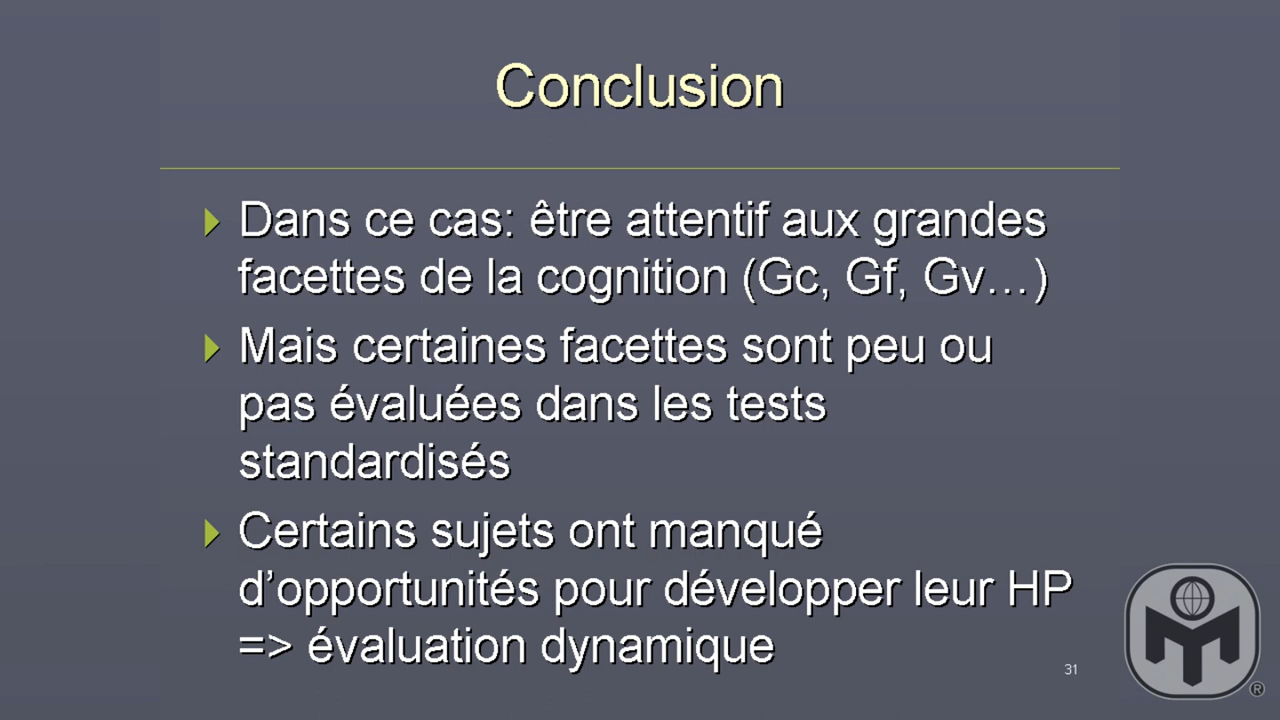 Conclusion
Dans ce cas: être attentif aux grandes
facettes de la cognition (Gc, Gf, Gv…)
Mais certaines facettes sont peu ou
pas évaluées dans les tests
standardisés
Certains sujets ont manqué
d’opportunités pour développer leur HP
=> évaluation dynamique
31
®